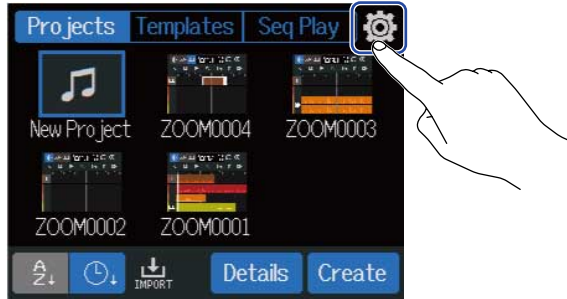 Projects Templates Seq Play
New Project ZOOM0004 ZOOM0003
ZOOM0002 ZOOM0001
A
Z↓ IMPORT Details Create